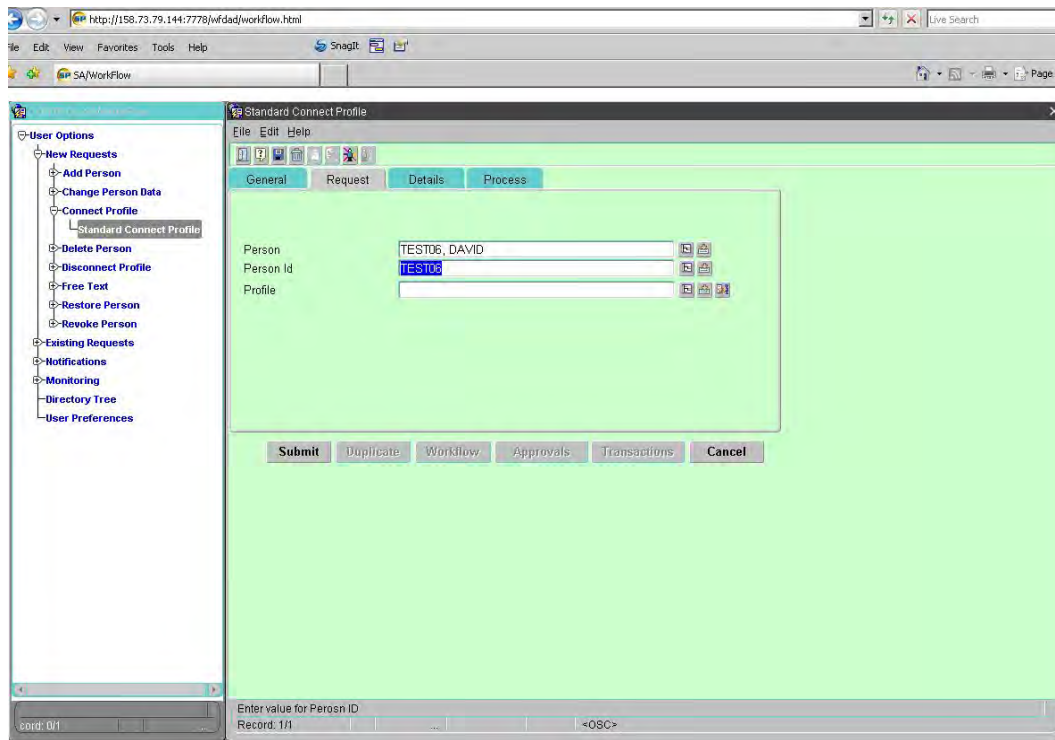 http://158.73.79.144:7778/wfdad/workflow.html
Live Search
File Edit View Favorites Tools Help
SnagIt
SA/WorkFlow
Page
Standard Connect Profile
File Edit Help
General Request Details Process
User Options
New Requests
Add Person
Change Person Data
Connect Profile
Standard Connect Profile
Delete Person
Disconnect Profile
Free Text
Restore Person
Revoke Person
Existing Requests
Notifications
Monitoring
Directory Tree
User Preferences
Person TEST06, DAVID
Person Id TEST06
Profile
Submit Duplicate Workflow Approvals Transactions Cancel
Enter value for Perosn ID
Record: 1/1 ... <OSC>
cord: 0/1 ...